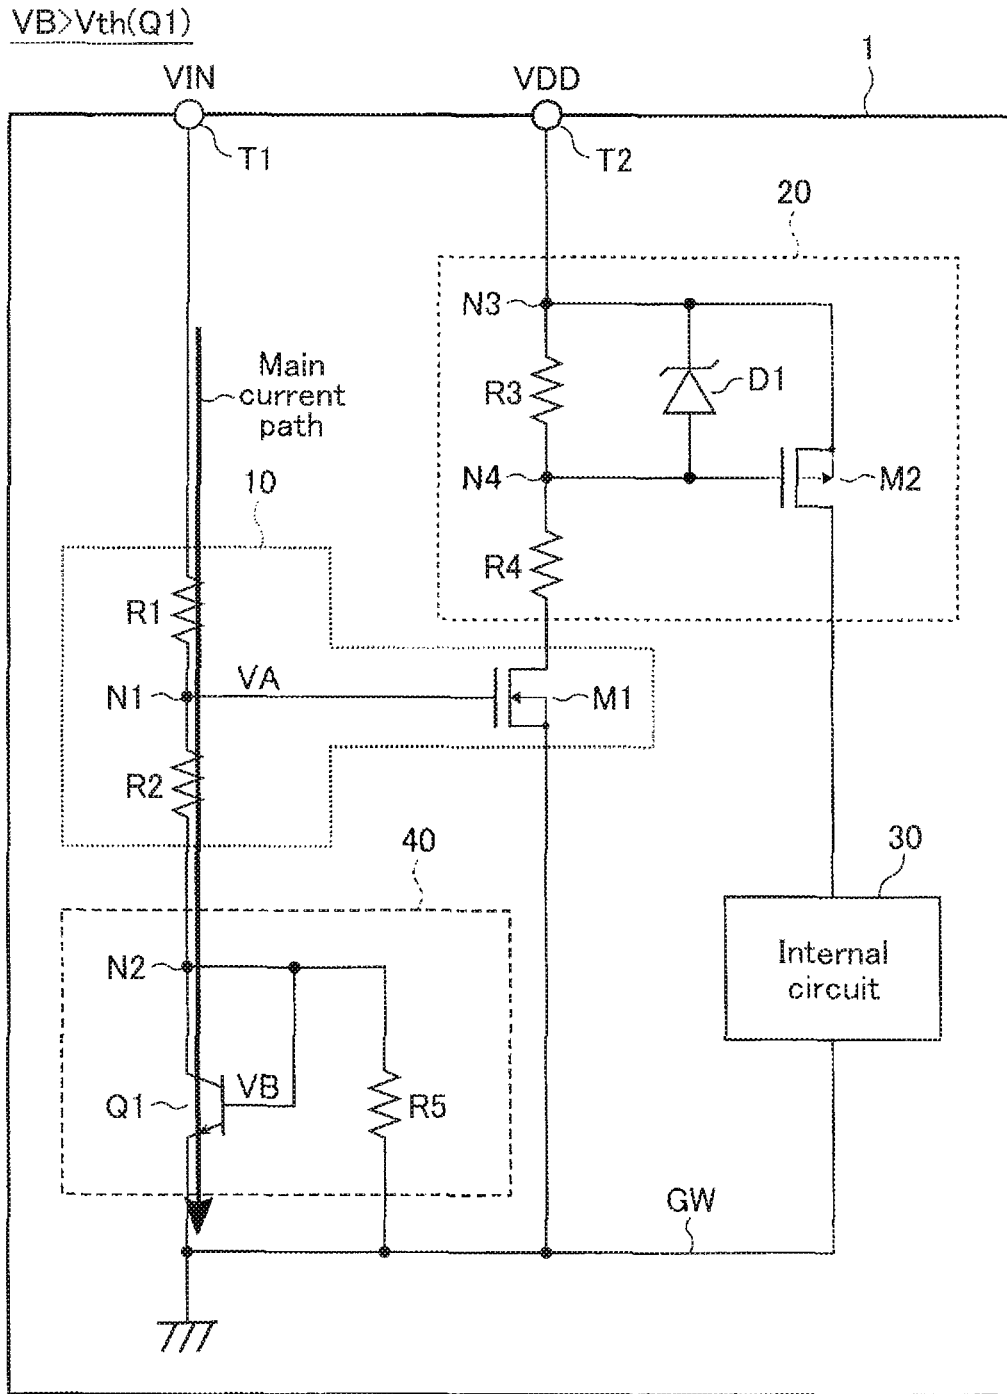 VB>Vth(Q1)
VIN
VDD
1
T1
T2
20
N3
Main
current
path
R3
D1
N4
M2
10
R4
R1
VA
N1
M1
R2
40
30
N2
Internal
circuit
VB
Q1
R5
GW